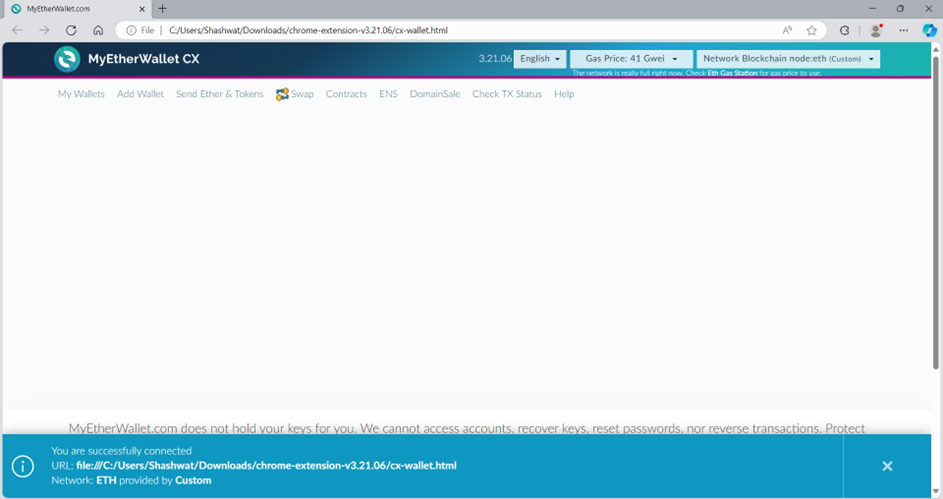 MyEtherWallet.com
File | C:/Users/Shashwat/Downloads/chrome-extension-v3.21.06/cx-wallet.html
MyEtherWallet CX
3.21.06 English Gas Price: 41 Gwei Network Blockchain node:eth (Custom)
The network is really full right now. Check Eth Gas Station for gas price to use.
My Wallets Add Wallet Send Ether & Tokens Swap Contracts ENS DomainSale Check TX Status Help
MyEtherWallet.com does not hold your keys for you. We cannot access accounts, recover keys, reset passwords, nor reverse transactions. Protect
You are successfully connected
URL: file:///C:/Users/Shashwat/Downloads/chrome-extension-v3.21.06/cx-wallet.html
Network: ETH provided by Custom